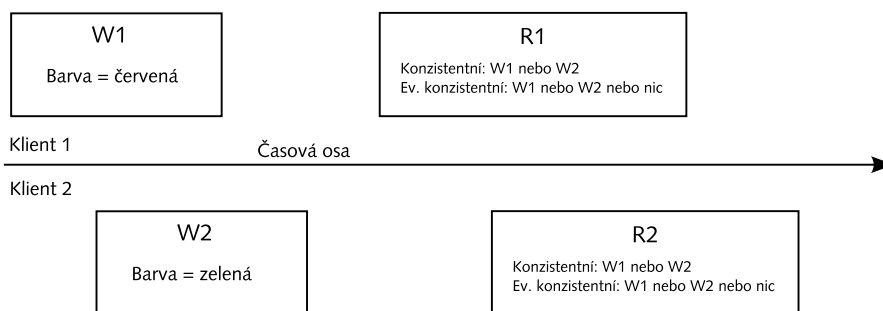 W1
Barva = červená
R1
Konzistentní: W1 nebo W2
Ev. konzistentní: W1 nebo W2 nebo nic
Klient 1
Časová osa
Klient 2
W2
Barva = zelená
R2
Konzistentní: W1 nebo W2
Ev. konzistentní: W1 nebo W2 nebo nic